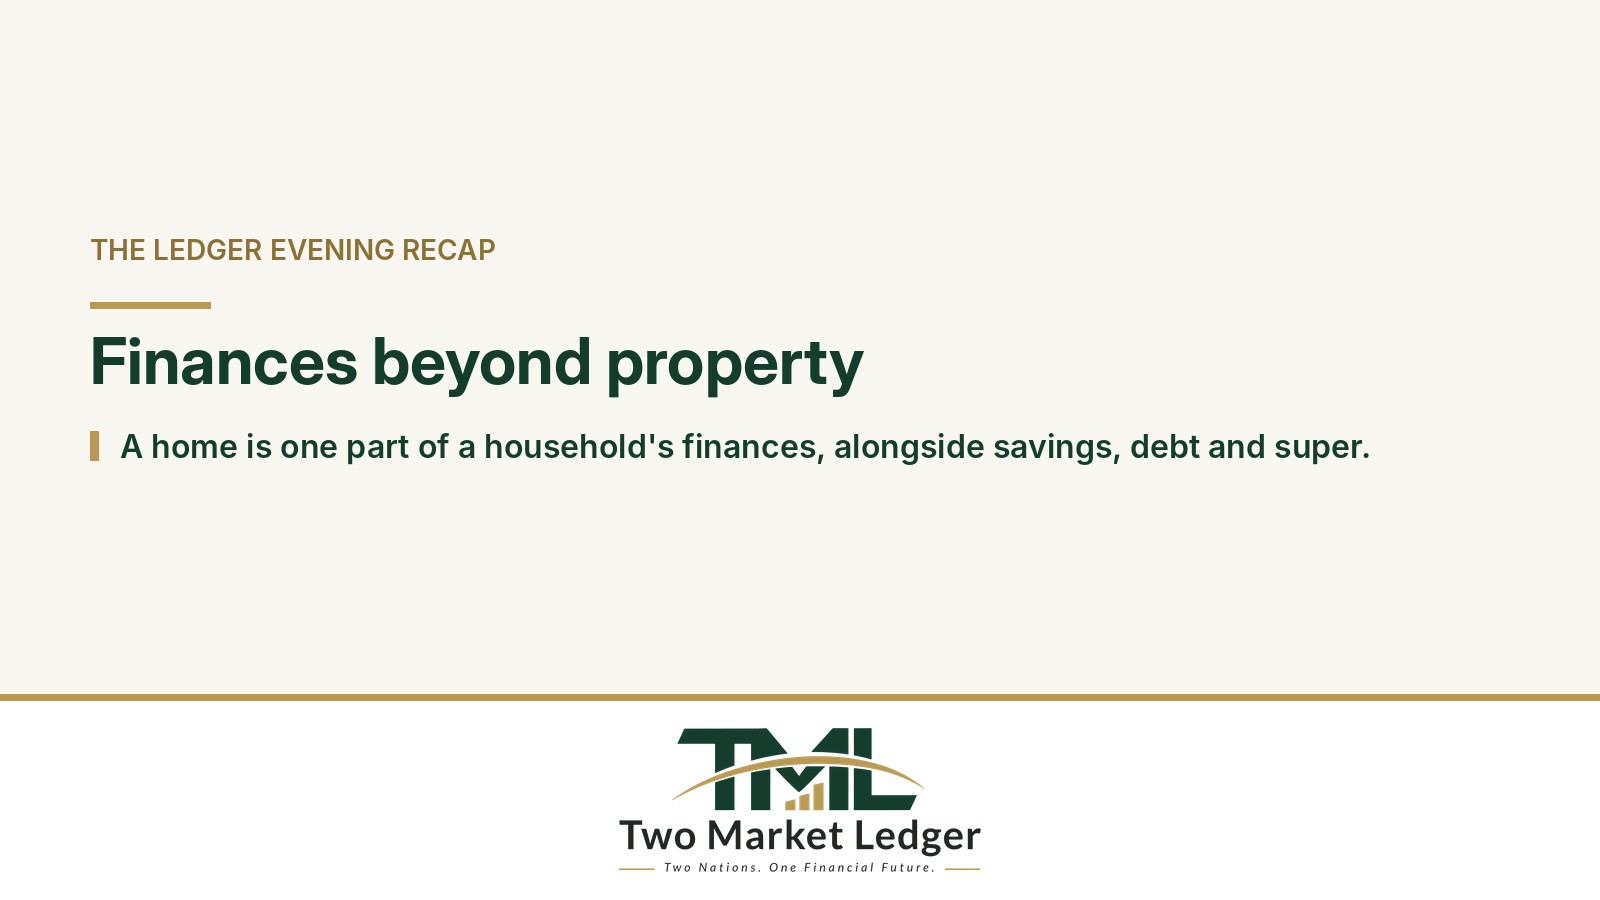 THE LEDGER EVENING RECAP
Finances beyond property
A home is one part of a household's finances, alongside savings, debt and super.
TML
Two Market Ledger
Two Nations. One Financial Future.